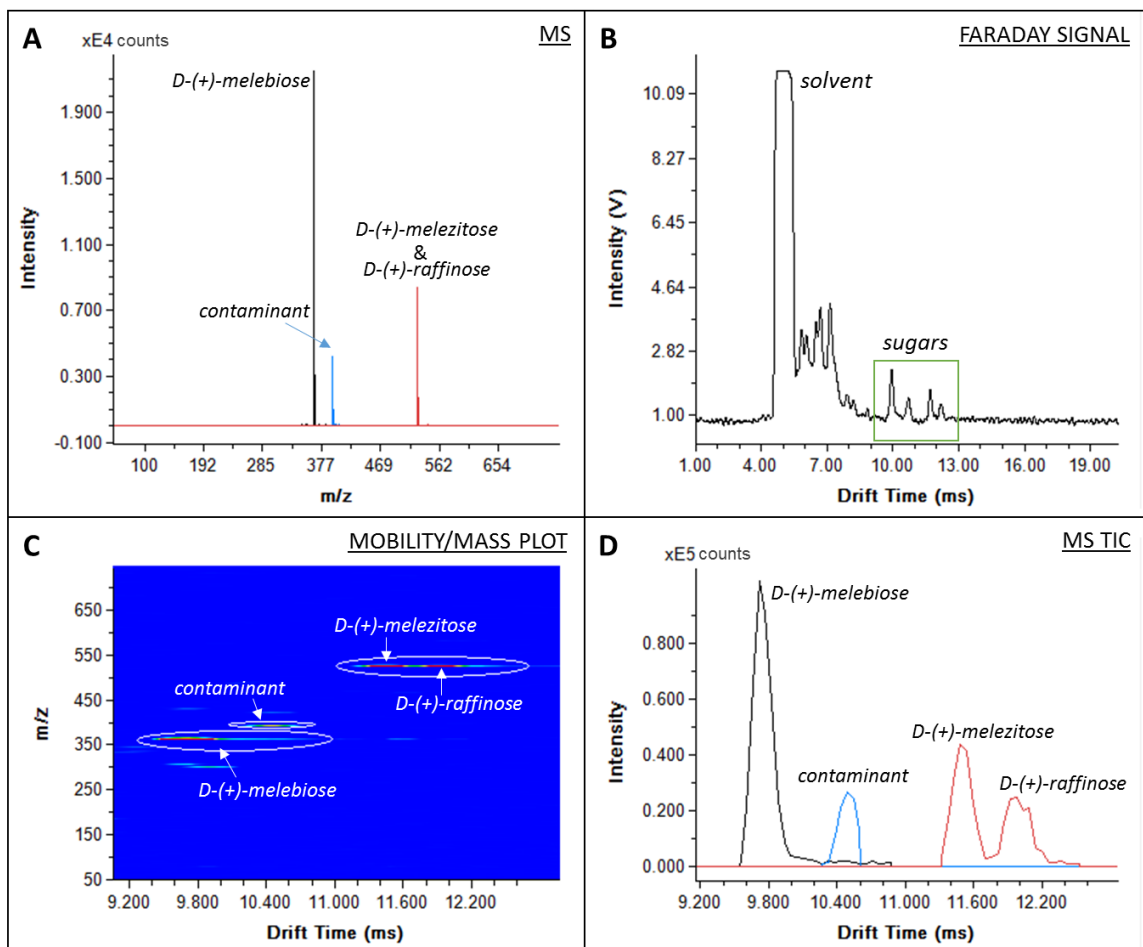 A
xE4 counts
MS
D-(+)-melebiose
1.900
1.500
1.100
0.700
0.300
-0.100
Intensity
D-(+)-melezitose
&
D-(+)-raffinose
contaminant
100 192 285 377 469 562 654
m/z
B
FARADAY SIGNAL
solvent
10.09
8.27
6.45
4.64
2.82
1.00
Intensity (V)
sugars
1.00 4.00 7.00 10.00 13.00 16.00 19.00
Drift Time (ms)
C
MOBILITY/MASS PLOT
650
550
450
350
250
150
50
m/z
D-(+)-melezitose
contaminant
D-(+)-raffinose
D-(+)-melebiose
9.200 9.800 10.400 11.000 11.600 12.200
Drift Time (ms)
D
xE5 counts
MS TIC
D-(+)-melebiose
0.800
0.600
0.400
0.200
0.000
Intensity
D-(+)-melezitose
contaminant
D-(+)-raffinose
9.200 9.800 10.400 11.000 11.600 12.200
Drift Time (ms)